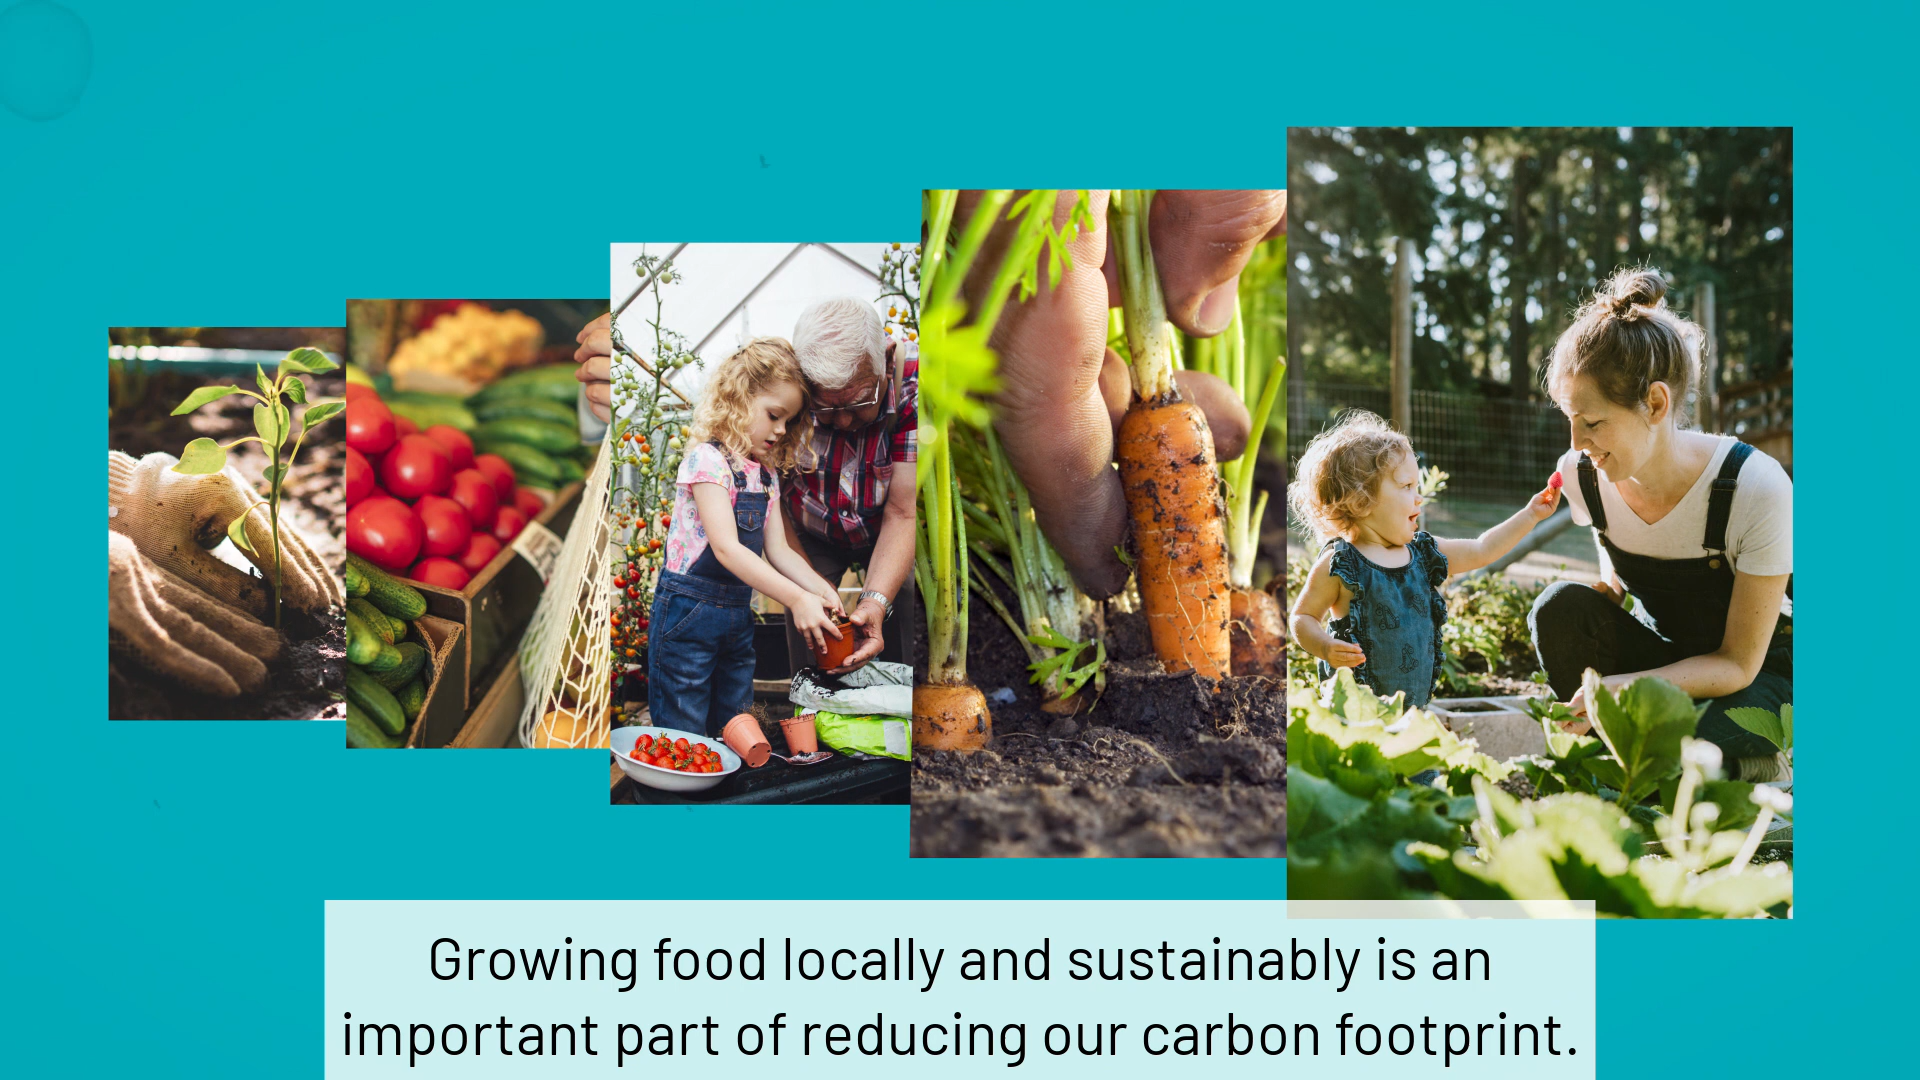 Growing food locally and sustainably is an
important part of reducing our carbon footprint.